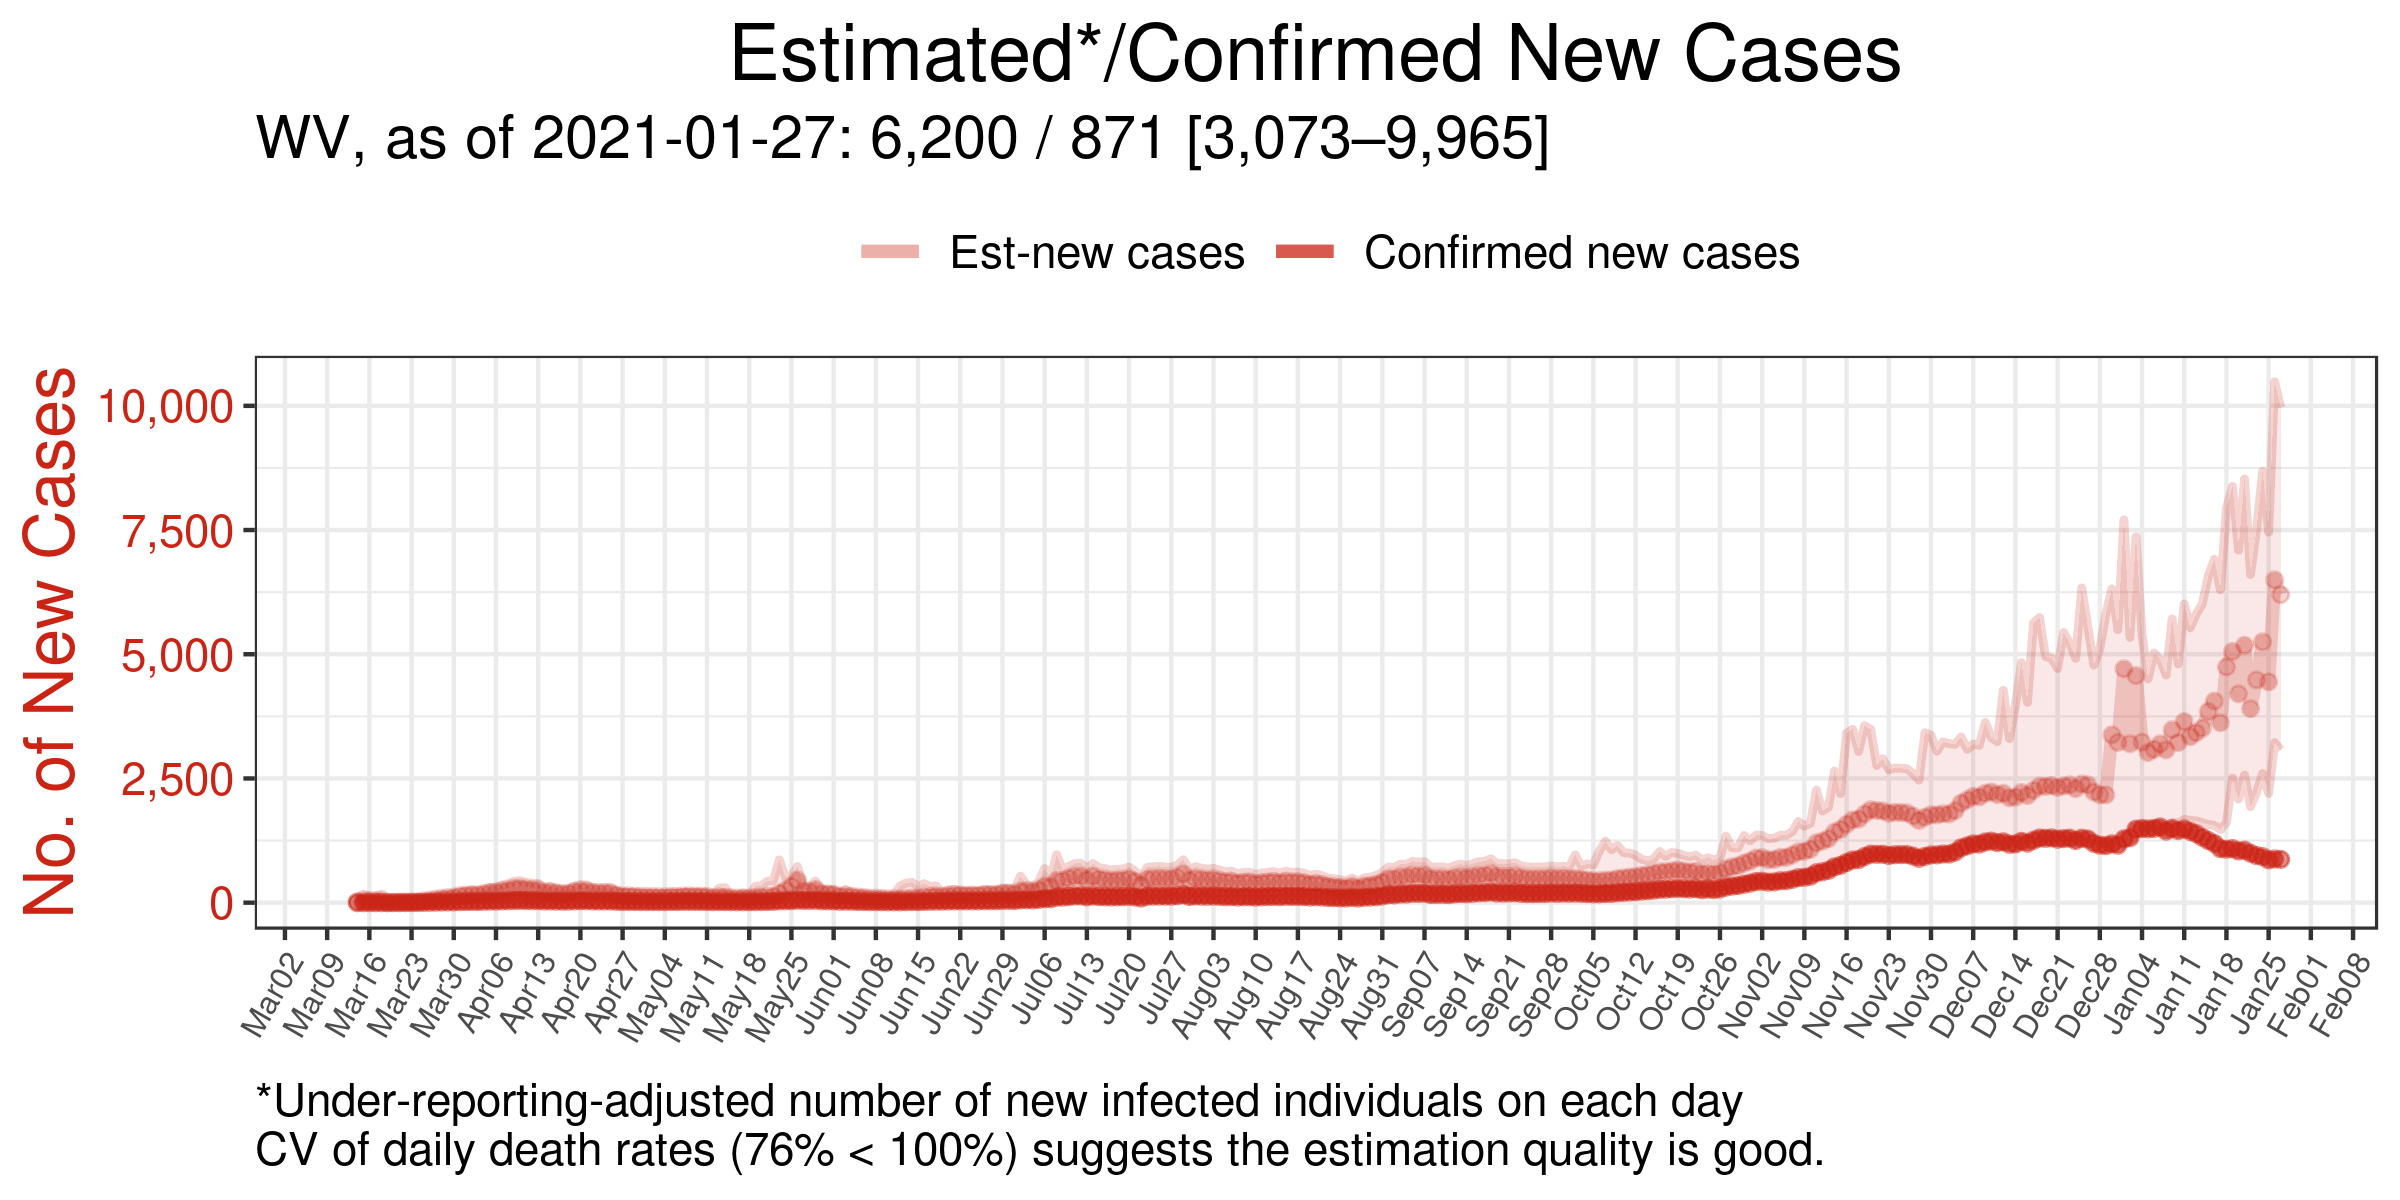 Estimated*/Confirmed New Cases
WV, as of 2021-01-27: 6,200 / 871 [3,073–9,965]
Est-new cases
Confirmed new cases
No. of New Cases
10,000
7,500
5,000
2,500
0
Mar02
Mar09
Mar16
Mar23
Mar30
Apr06
Apr13
Apr20
Apr27
May04
May11
May18
May25
Jun01
Jun08
Jun15
Jun22
Jun29
Jul06
Jul13
Jul20
Jul27
Aug03
Aug10
Aug17
Aug24
Aug31
Sep07
Sep14
Sep21
Sep28
Oct05
Oct12
Oct19
Oct26
Nov02
Nov09
Nov16
Nov23
Nov30
Dec07
Dec14
Dec21
Dec28
Jan04
Jan11
Jan18
Jan25
Feb01
Feb08
*Under-reporting-adjusted number of new infected individuals on each day
CV of daily death rates (76% < 100%) suggests the estimation quality is good.